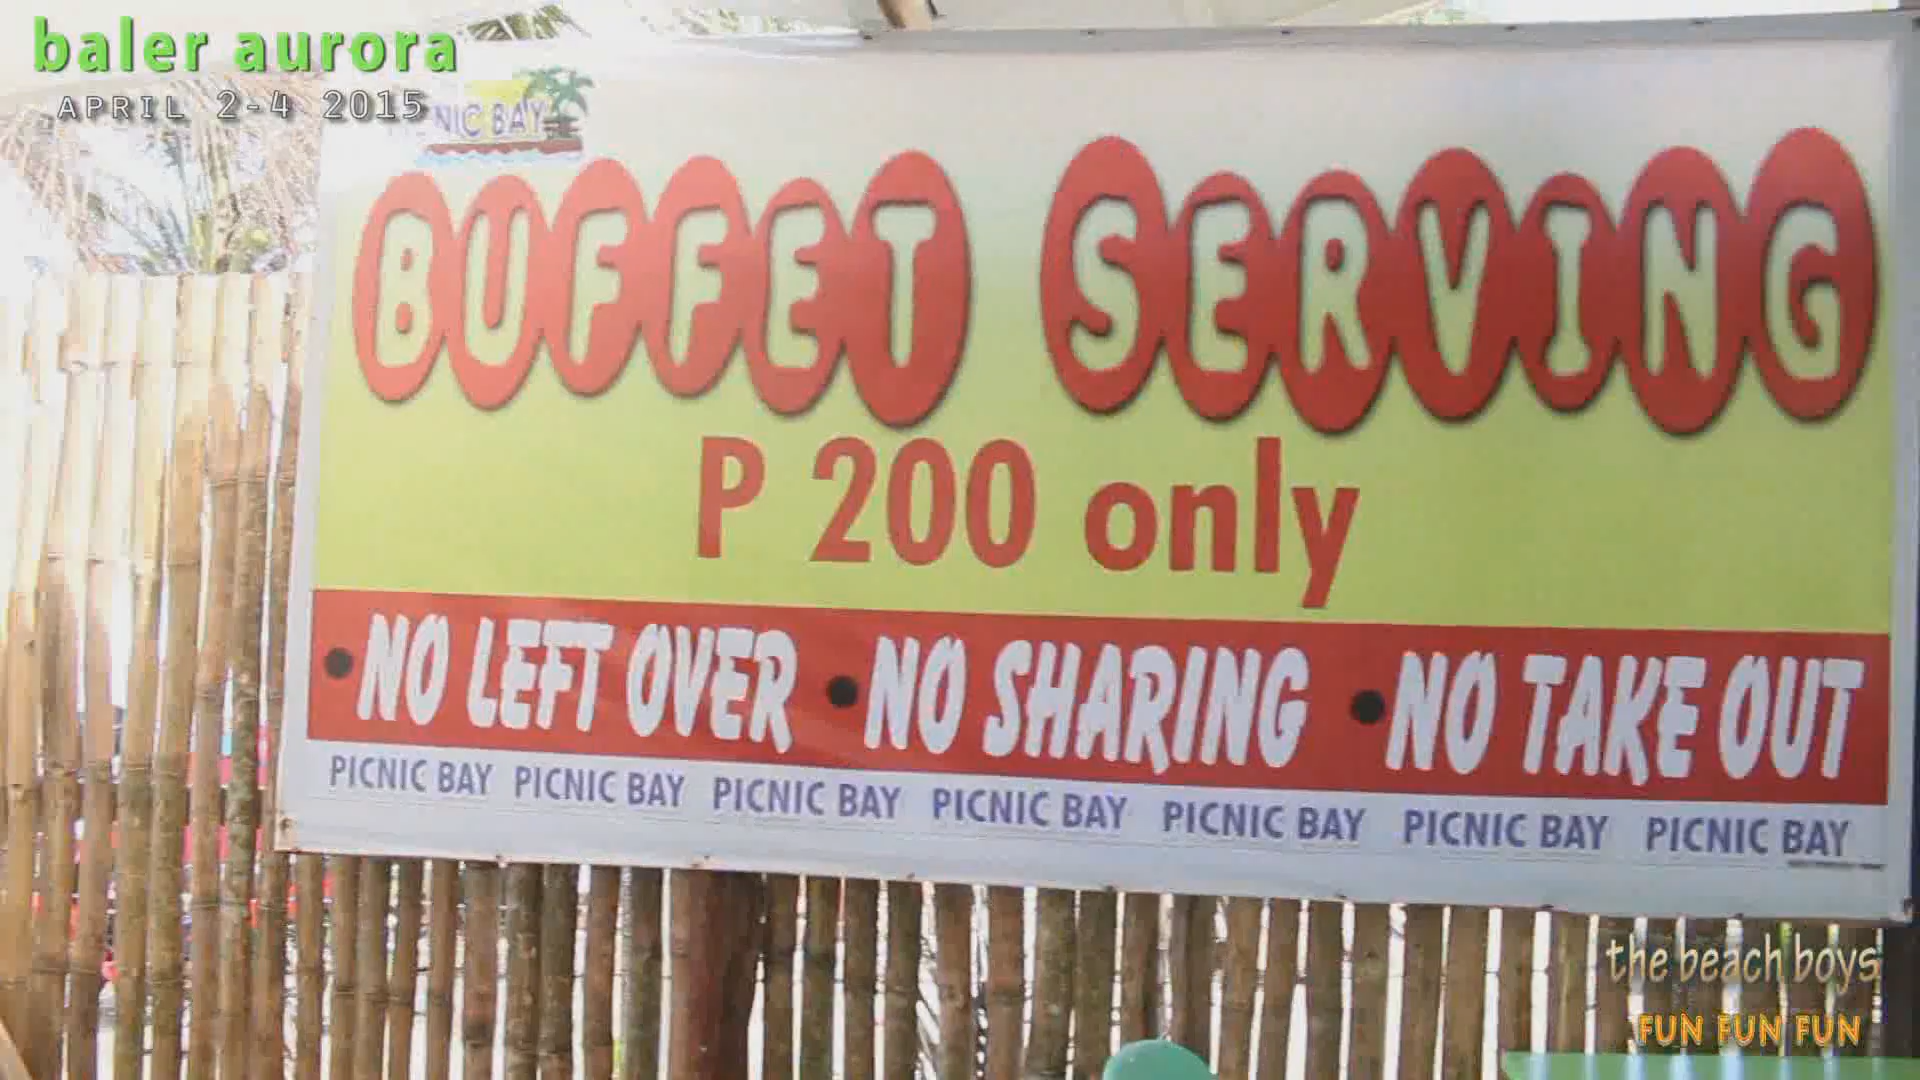 baler aurora
APRIL 2-4 2015
NIC BAY
BUFFET SERVING
P 200 only
• NO LEFT OVER • NO SHARING • NO TAKE OUT
PICNIC BAY PICNIC BAY PICNIC BAY PICNIC BAY PICNIC BAY PICNIC BAY PICNIC BAY
the beach boys
FUN FUN FUN